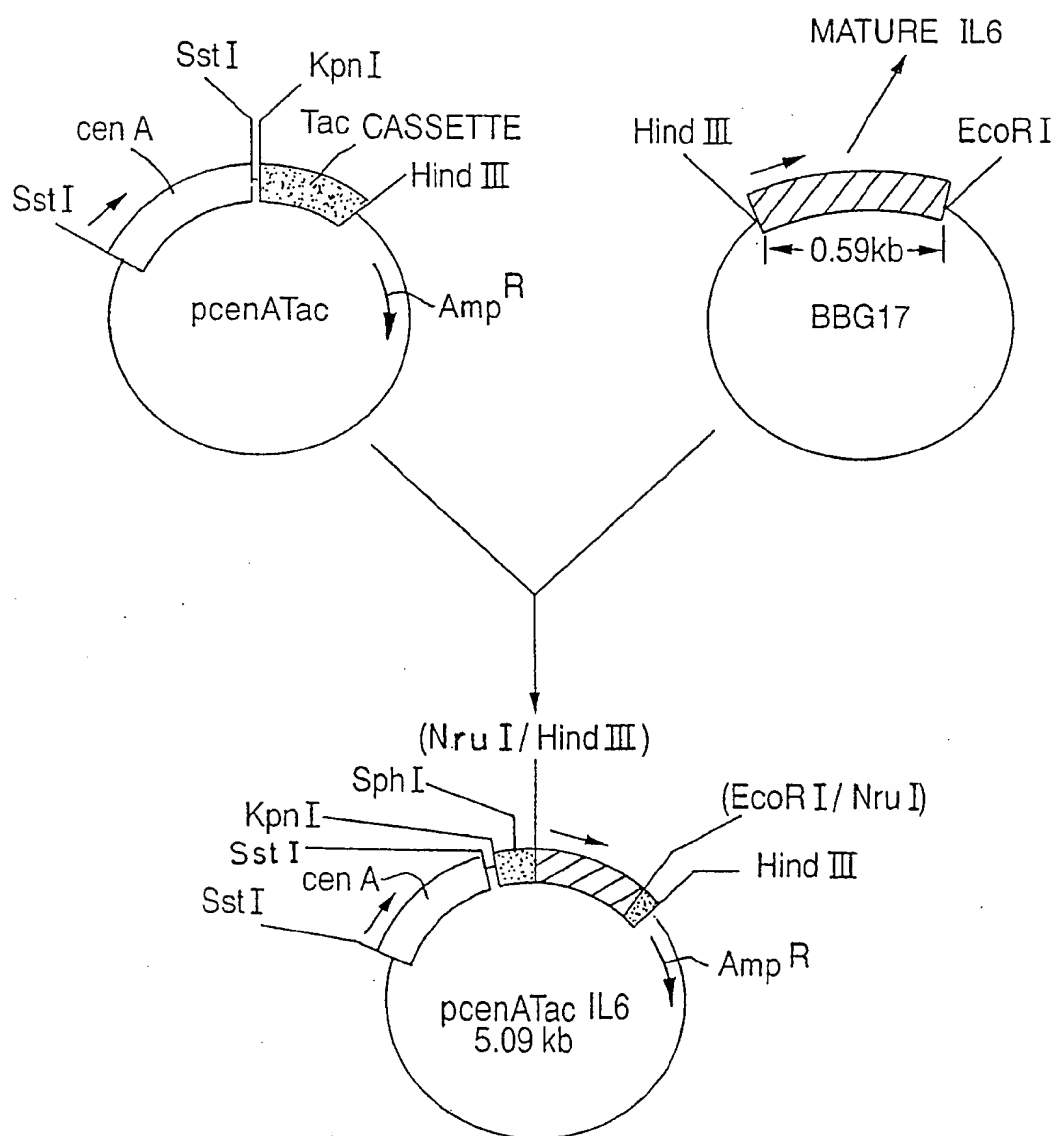 MATURE IL6
Sst I
Kpn I
Tac CASSETTE
cen A
Hind III
Sst I
pcenATac
Amp R
Hind III
EcoR I
0.59kb
BBG17
(Nru I / Hind III)
Sph I
(EcoR I / Nru I)
Kpn I
Sst I
Hind III
cen A
Sst I
Amp R
pcenATac IL6
5.09 kb